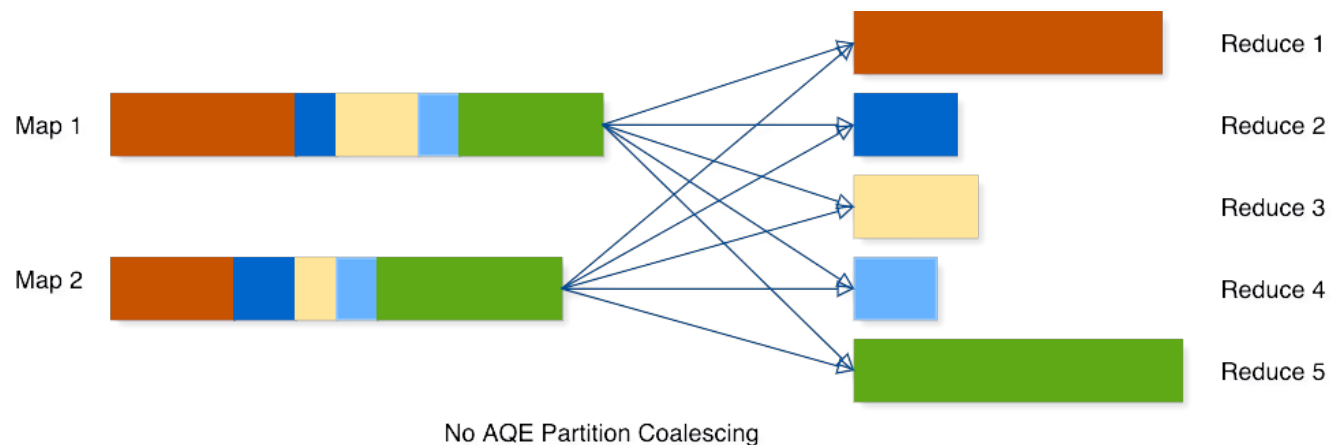 Map 1
Map 2
Reduce 1
Reduce 2
Reduce 3
Reduce 4
Reduce 5
No AQE Partition Coalescing